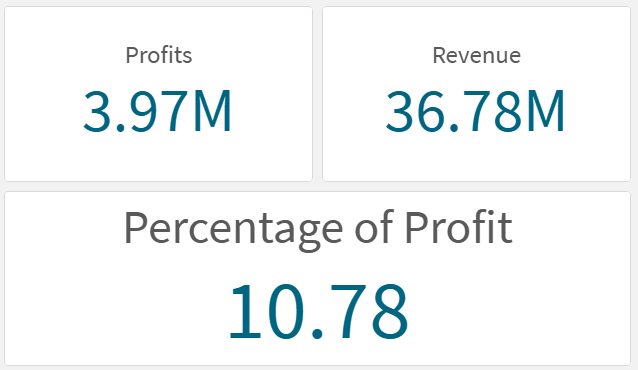 Profits
3.97M
Revenue
36.78M
Percentage of Profit
10.78